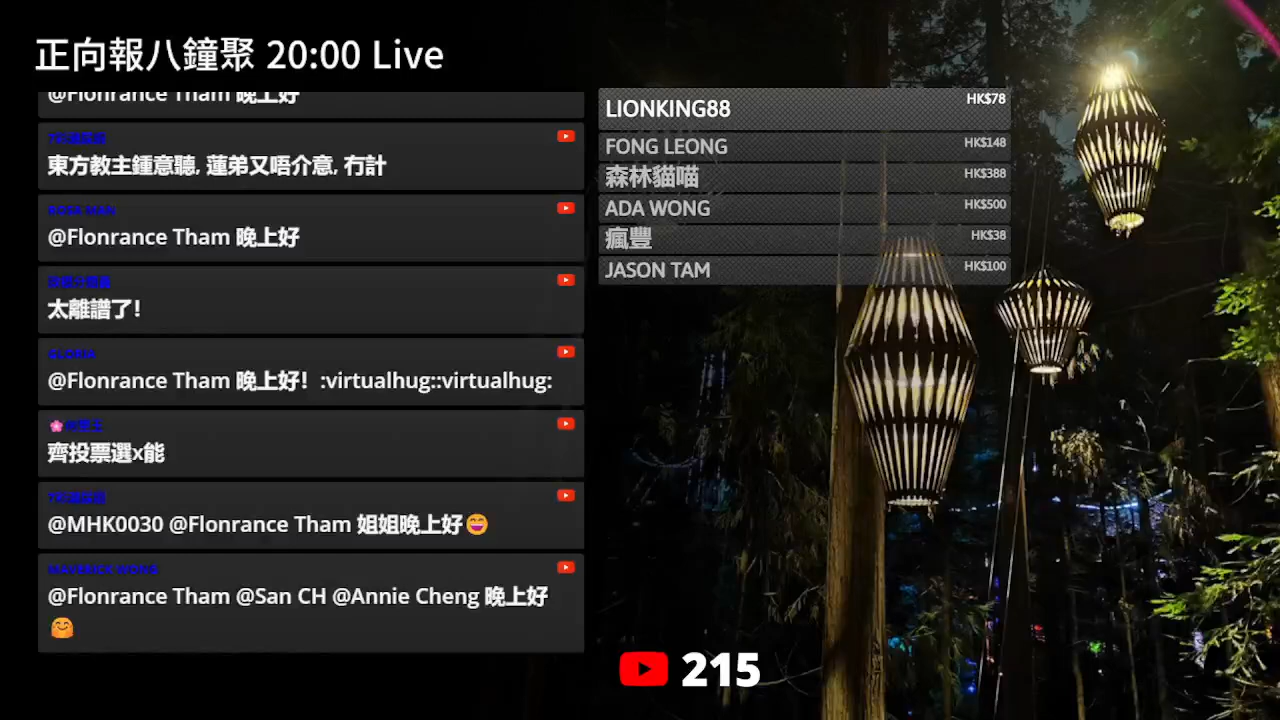 正向報八鐘聚 20:00 Live
@Flonrance Tham 晚上好
東方教主鍾意聽, 蓮弟又唔介意, 冇計
@Flonrance Tham 晚上好
太離譜了!
@Flonrance Tham 晚上好！:virtualhug::virtualhug:
齊投票選x能
@MHK0030 @Flonrance Tham 姐姐晚上好😄
MAVERICK WONG
@Flonrance Tham @San CH @Annie Cheng 晚上好
🤗
LIONKING88 HK$78
FONG LEONG HK$148
森林貓喵 HK$388
ADA WONG HK$500
瘋豐 HK$38
JASON TAM HK$100
215